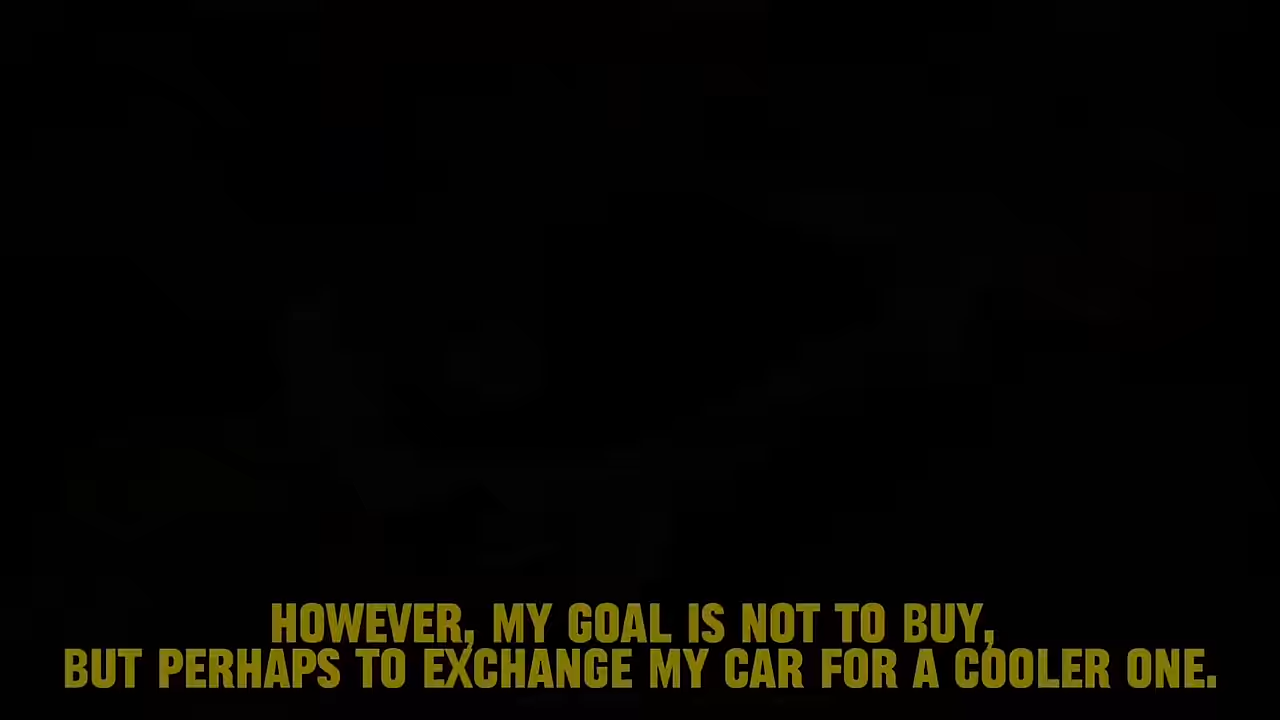 HOWEVER, MY GOAL IS NOT TO BUY,
BUT PERHAPS TO EXCHANGE MY CAR FOR A COOLER ONE.